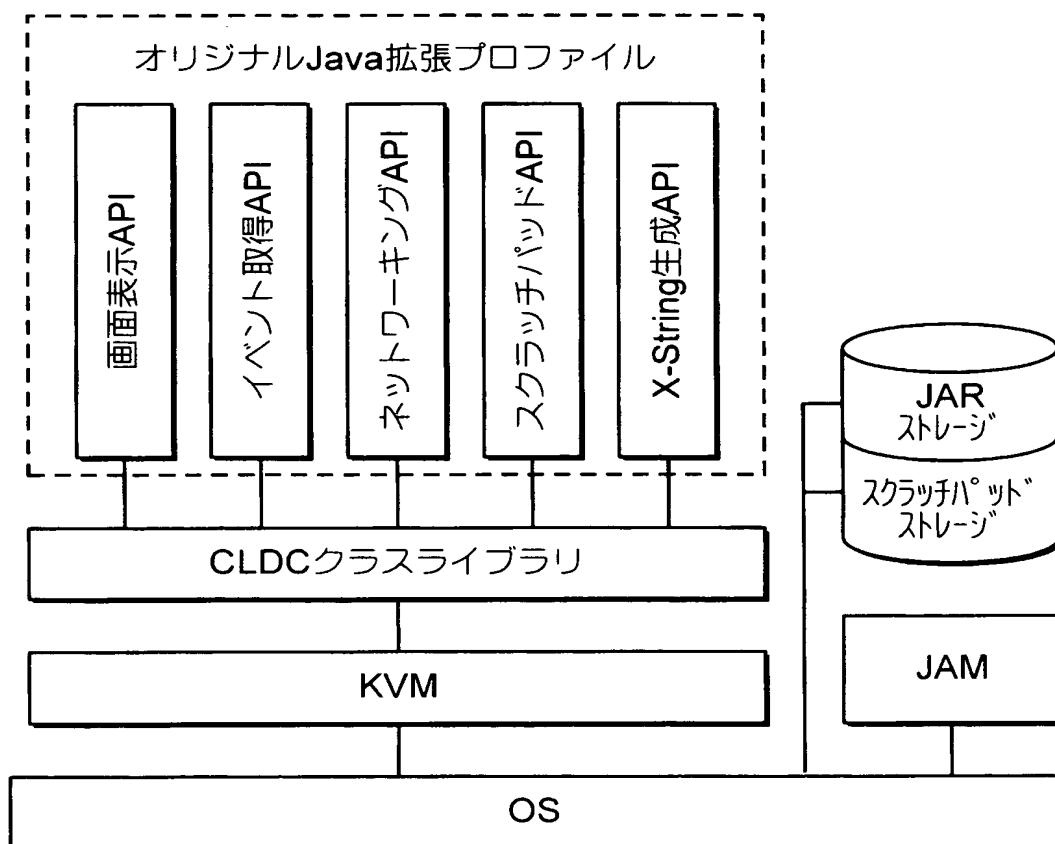 オリジナルJava拡張プロファイル
画面表示API
イベント取得API
ネットワーキングAPI
スクラッチパッドAPI
X-String生成API
JAR
ストレージ
スクラッチパッド
ストレージ
CLDCクラスライブラリ
KVM
JAM
OS